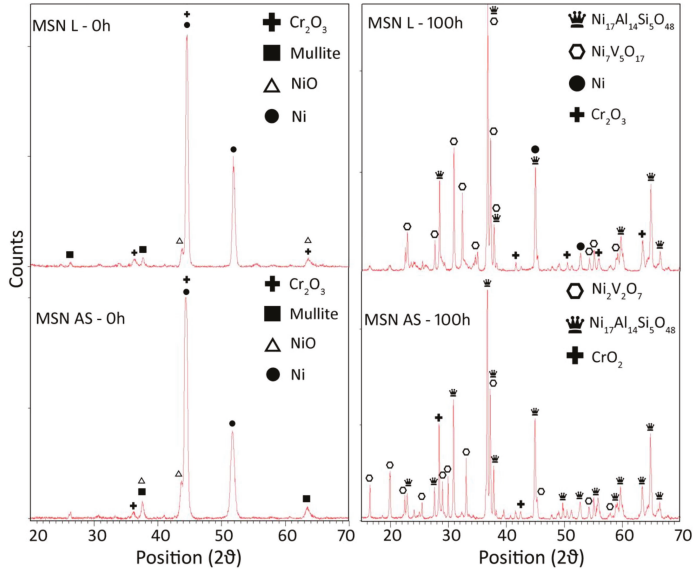 MSN L - 0h
Cr₂O₃
Mullite
NiO
Ni
MSN L - 100h
Ni₁₇Al₁₄Si₅O₄₈
Ni₇V₅O₁₇
Ni
Cr₂O₃
Counts
MSN AS - 0h
Cr₂O₃
Mullite
NiO
Ni
MSN AS - 100h
Ni₂V₂O₇
Ni₁₇Al₁₄Si₅O₄₈
CrO₂
20 30 40 50 60 70
Position (2ϑ)
20 30 40 50 60 70
Position (2ϑ)